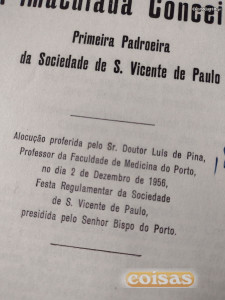 Imaculada Concei
Primeira Padroeira
da Sociedade de S. Vicente de Paulo
Alocução proferida pelo Sr. Doutor Luís de Pina,
Professor da Faculdade de Medicina do Porto,
no dia 2 de Dezembro de 1956,
Festa Regulamentar da Sociedade
de S. Vicente de Paulo,
presidida pelo Senhor Bispo do Porto.
coisas